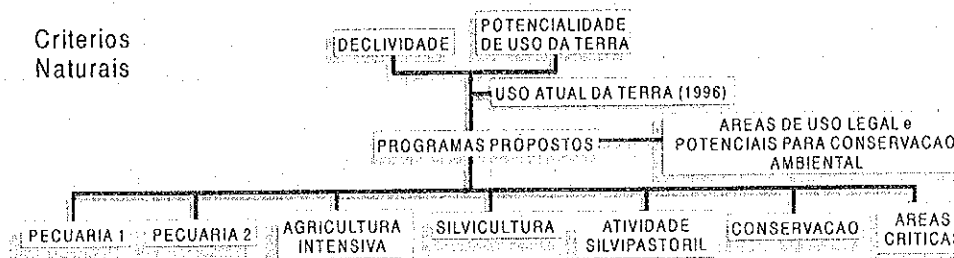 Criterios
Naturais
DECLIVIDADE
POTENCIALIDADE
DE USO DA TERRA
USO ATUAL DA TERRA (1996)
PROGRAMAS PROPOSTOS
AREAS DE USO LEGAL e
POTENCIAIS PARA CONSERVACAO
AMBIENTAL
PECUARIA 1
PECUARIA 2
AGRICULTURA
INTENSIVA
SILVICULTURA
ATIVIDADE
SILVIPASTORIL
CONSERVACAO
AREAS
CRITICAS